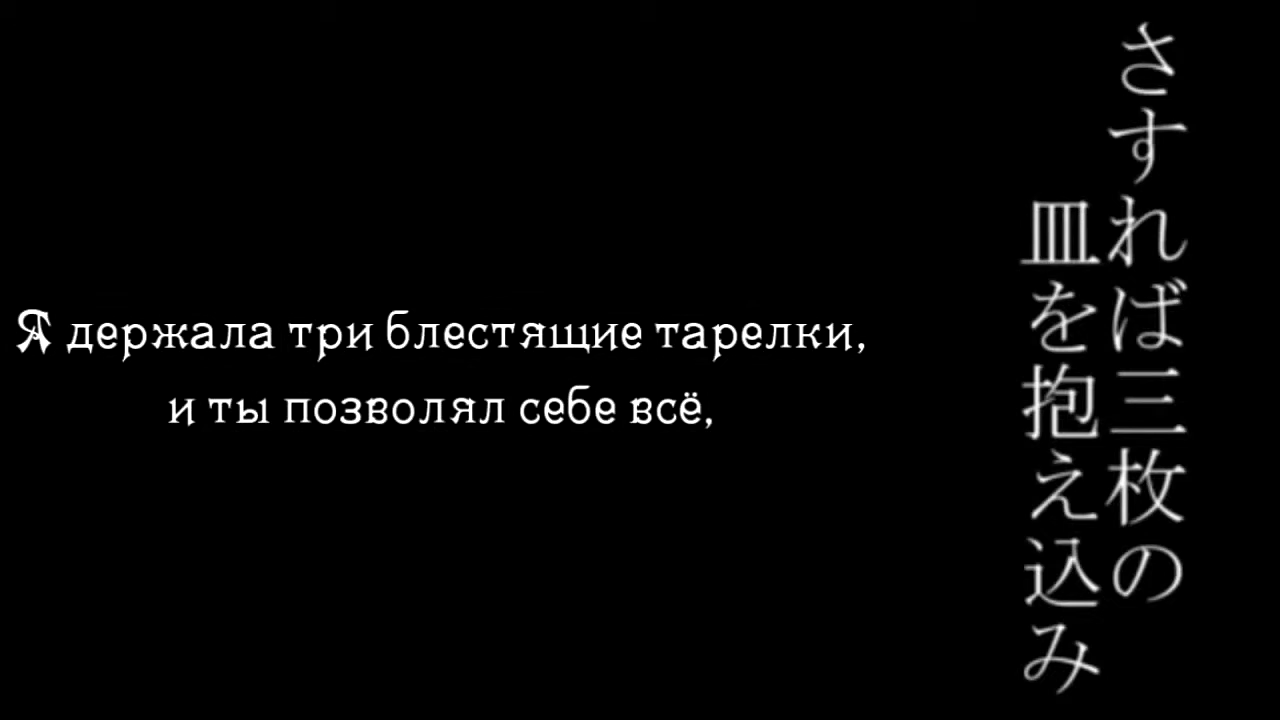 Я держала три блестящие тарелки,
и ты позволял себе всё,
さすれば三枚の
皿を抱え込み